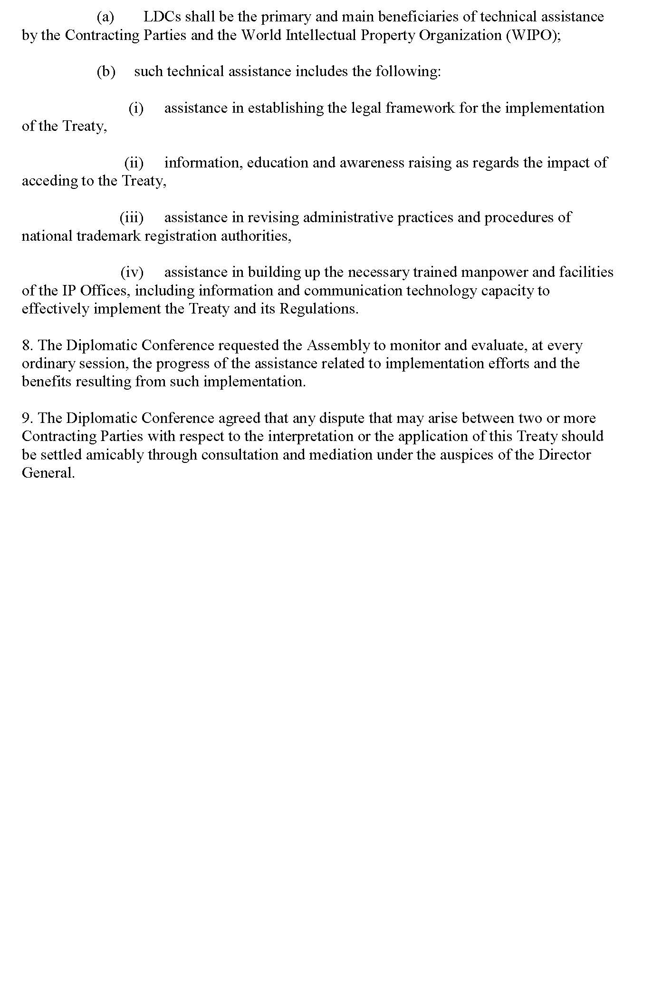 (a) LDCs shall be the primary and main beneficiaries of technical assistance
by the Contracting Parties and the World Intellectual Property Organization (WIPO);
(b) such technical assistance includes the following:
(i) assistance in establishing the legal framework for the implementation
of the Treaty,
(ii) information, education and awareness raising as regards the impact of
acceding to the Treaty,
(iii) assistance in revising administrative practices and procedures of
national trademark registration authorities,
(iv) assistance in building up the necessary trained manpower and facilities
of the IP Offices, including information and communication technology capacity to
effectively implement the Treaty and its Regulations.
8. The Diplomatic Conference requested the Assembly to monitor and evaluate, at every
ordinary session, the progress of the assistance related to implementation efforts and the
benefits resulting from such implementation.
9. The Diplomatic Conference agreed that any dispute that may arise between two or more
Contracting Parties with respect to the interpretation or the application of this Treaty should
be settled amicably through consultation and mediation under the auspices of the Director
General.